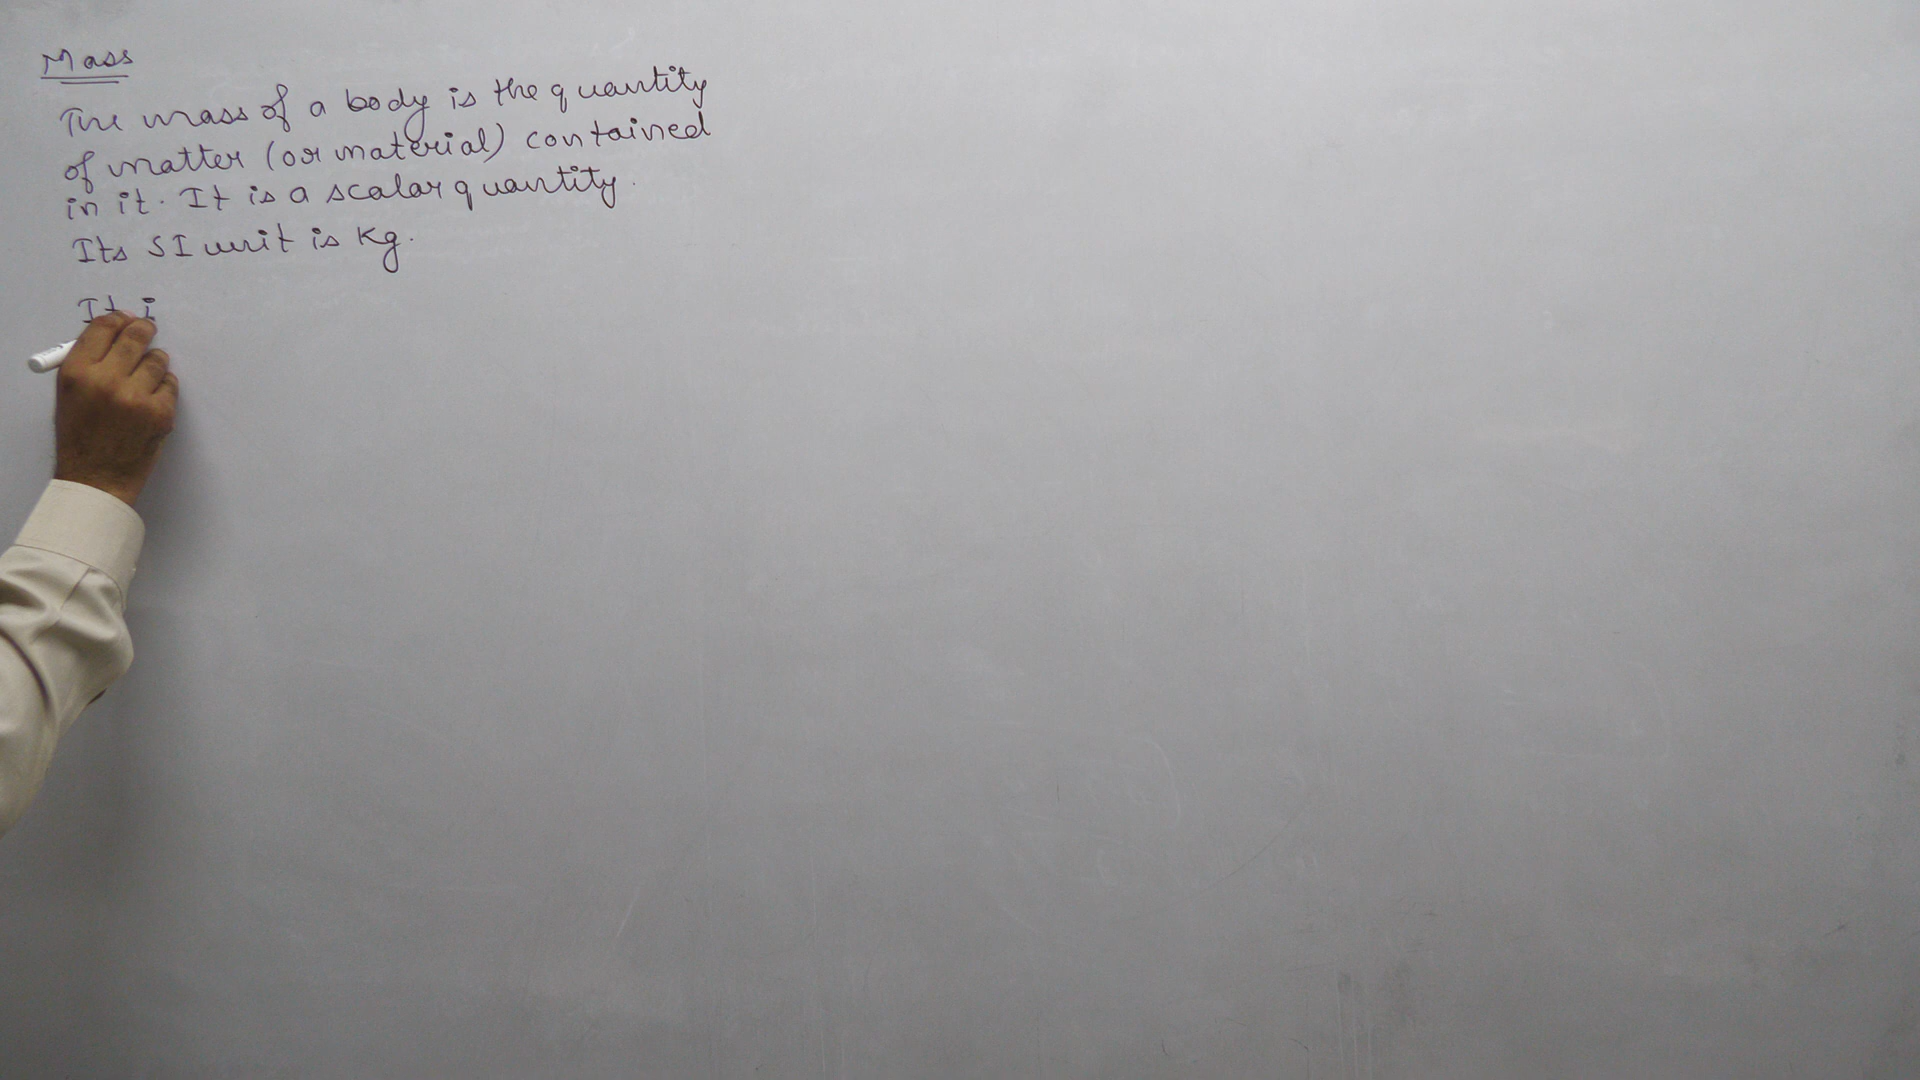 Mass
The mass of a body is the quantity
of matter (or material) contained
in it. It is a scalar quantity.
Its SI unit is Kg.
It i